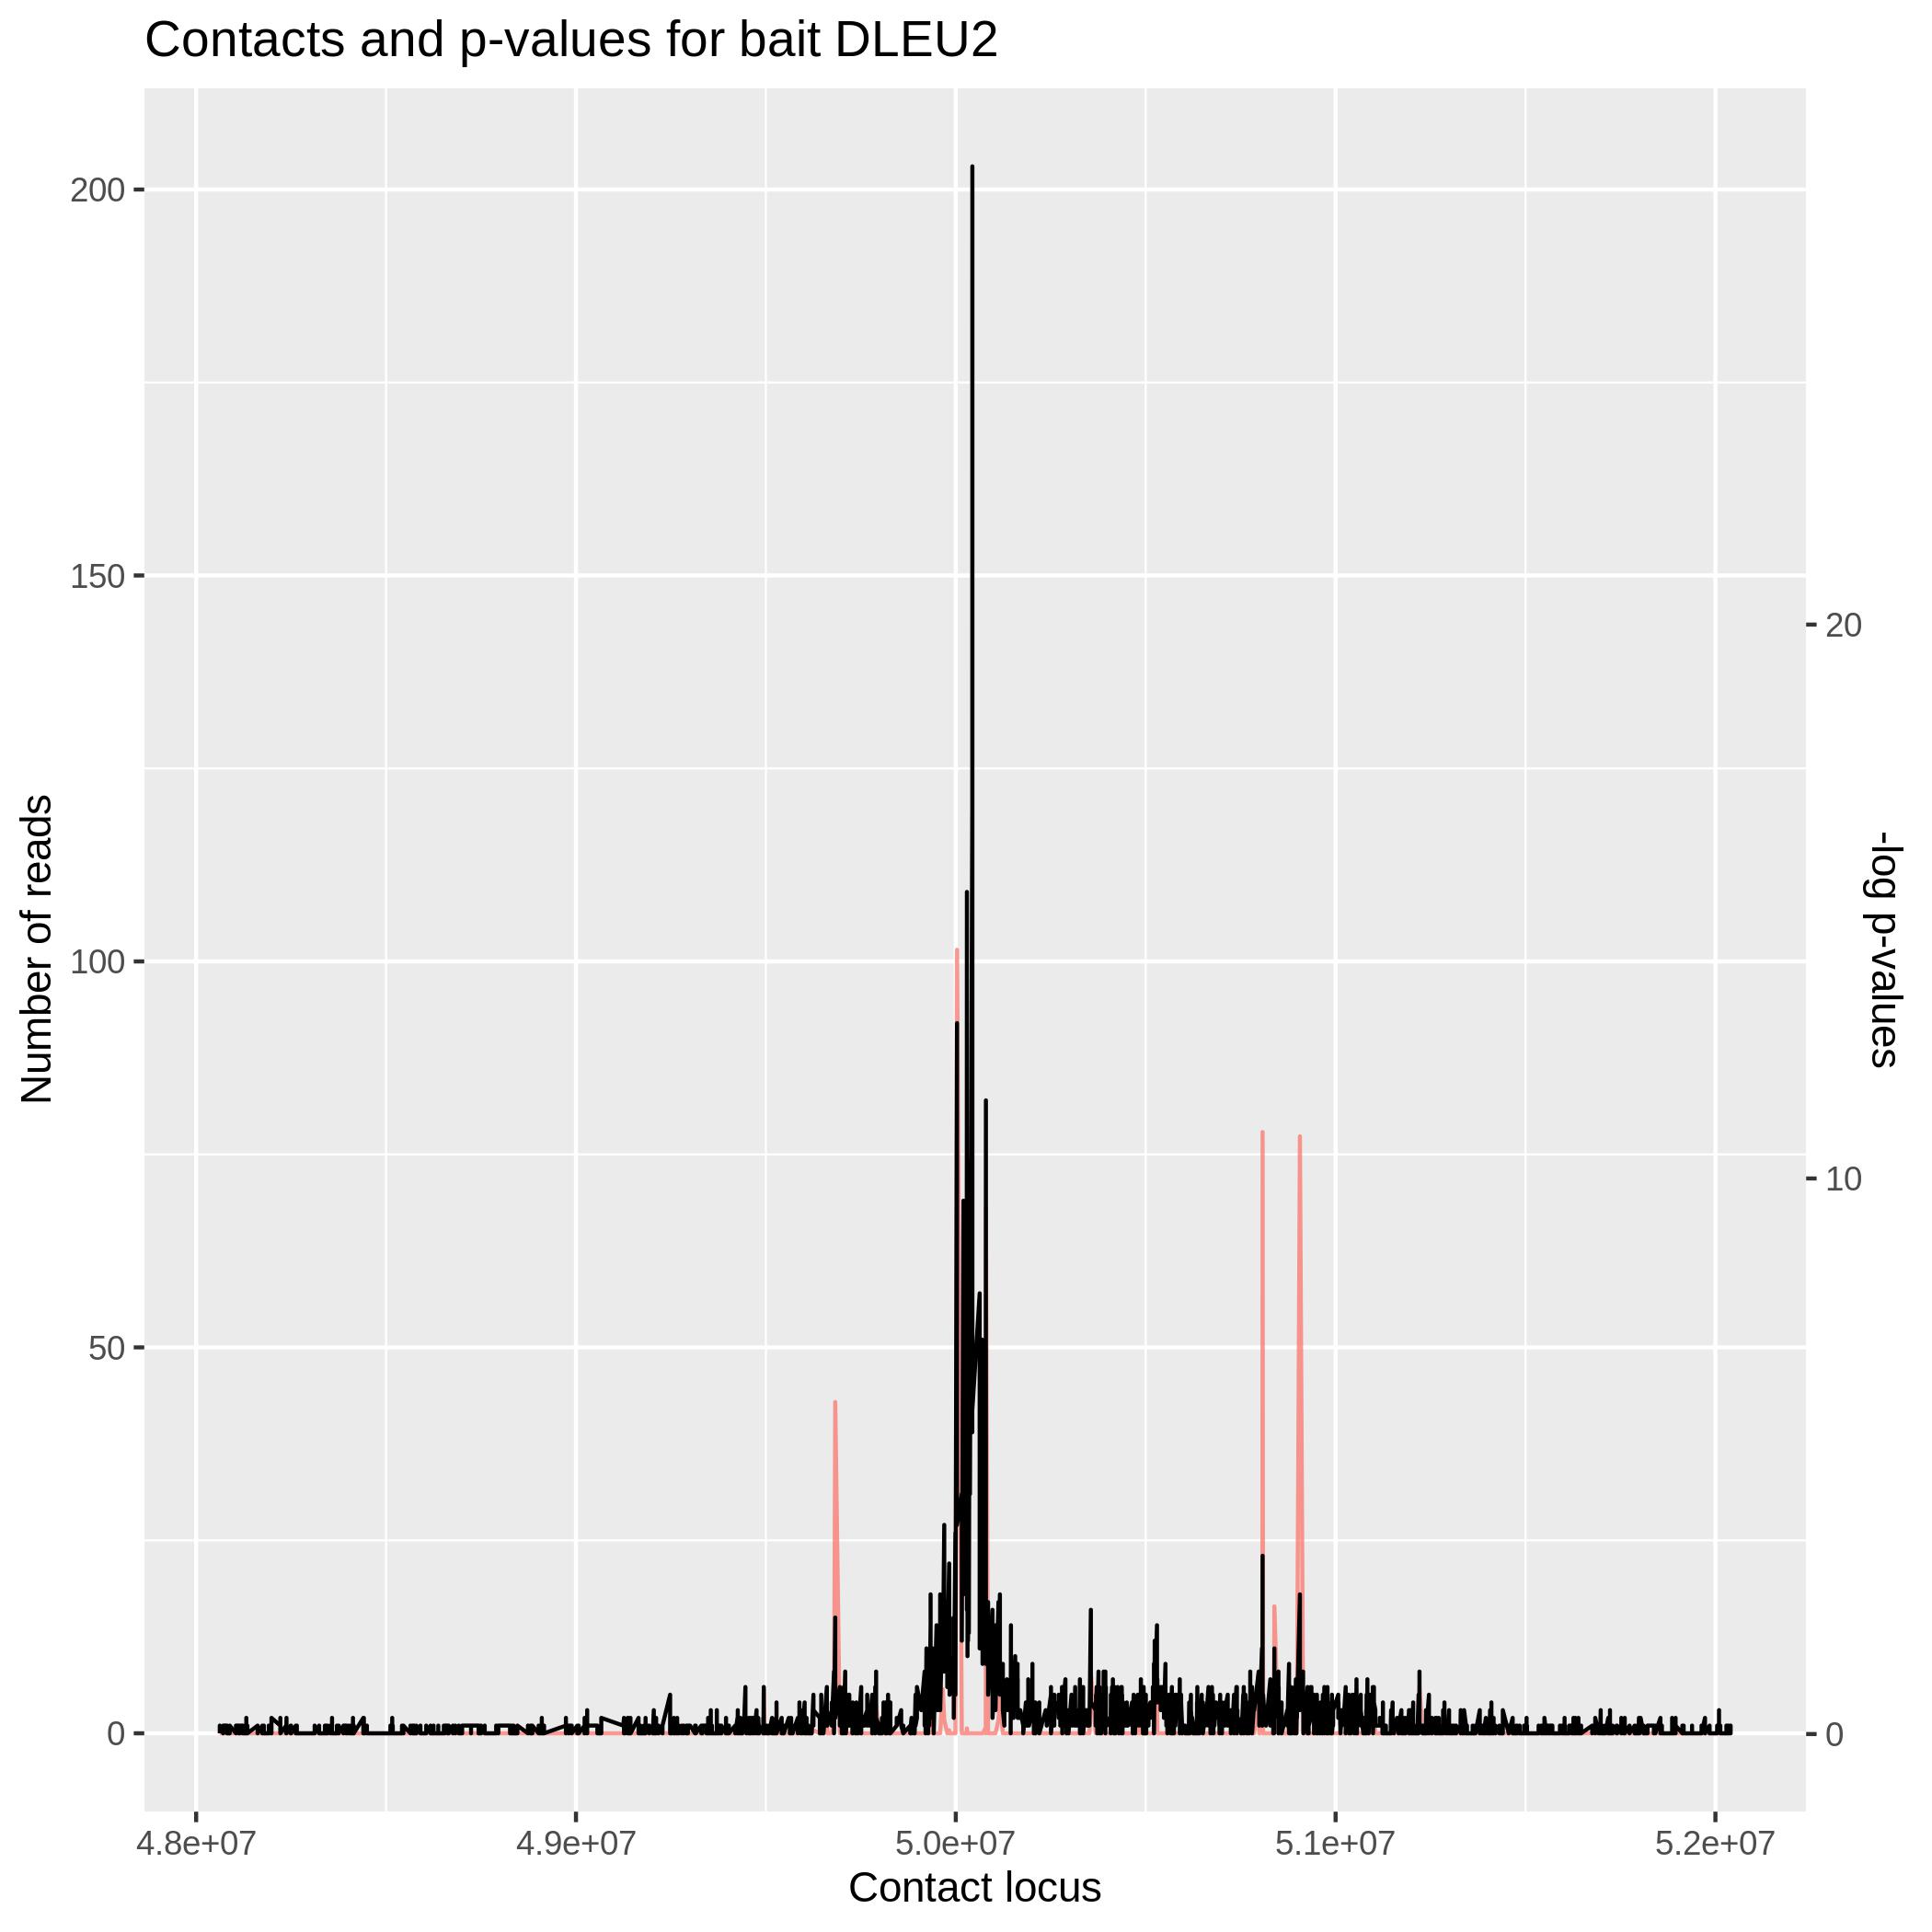 Contacts and p-values for bait DLEU2
200
150
100
50
0
Number of reads
20
10
0
-log p-values
4.8e+07
4.9e+07
5.0e+07
5.1e+07
5.2e+07
Contact locus